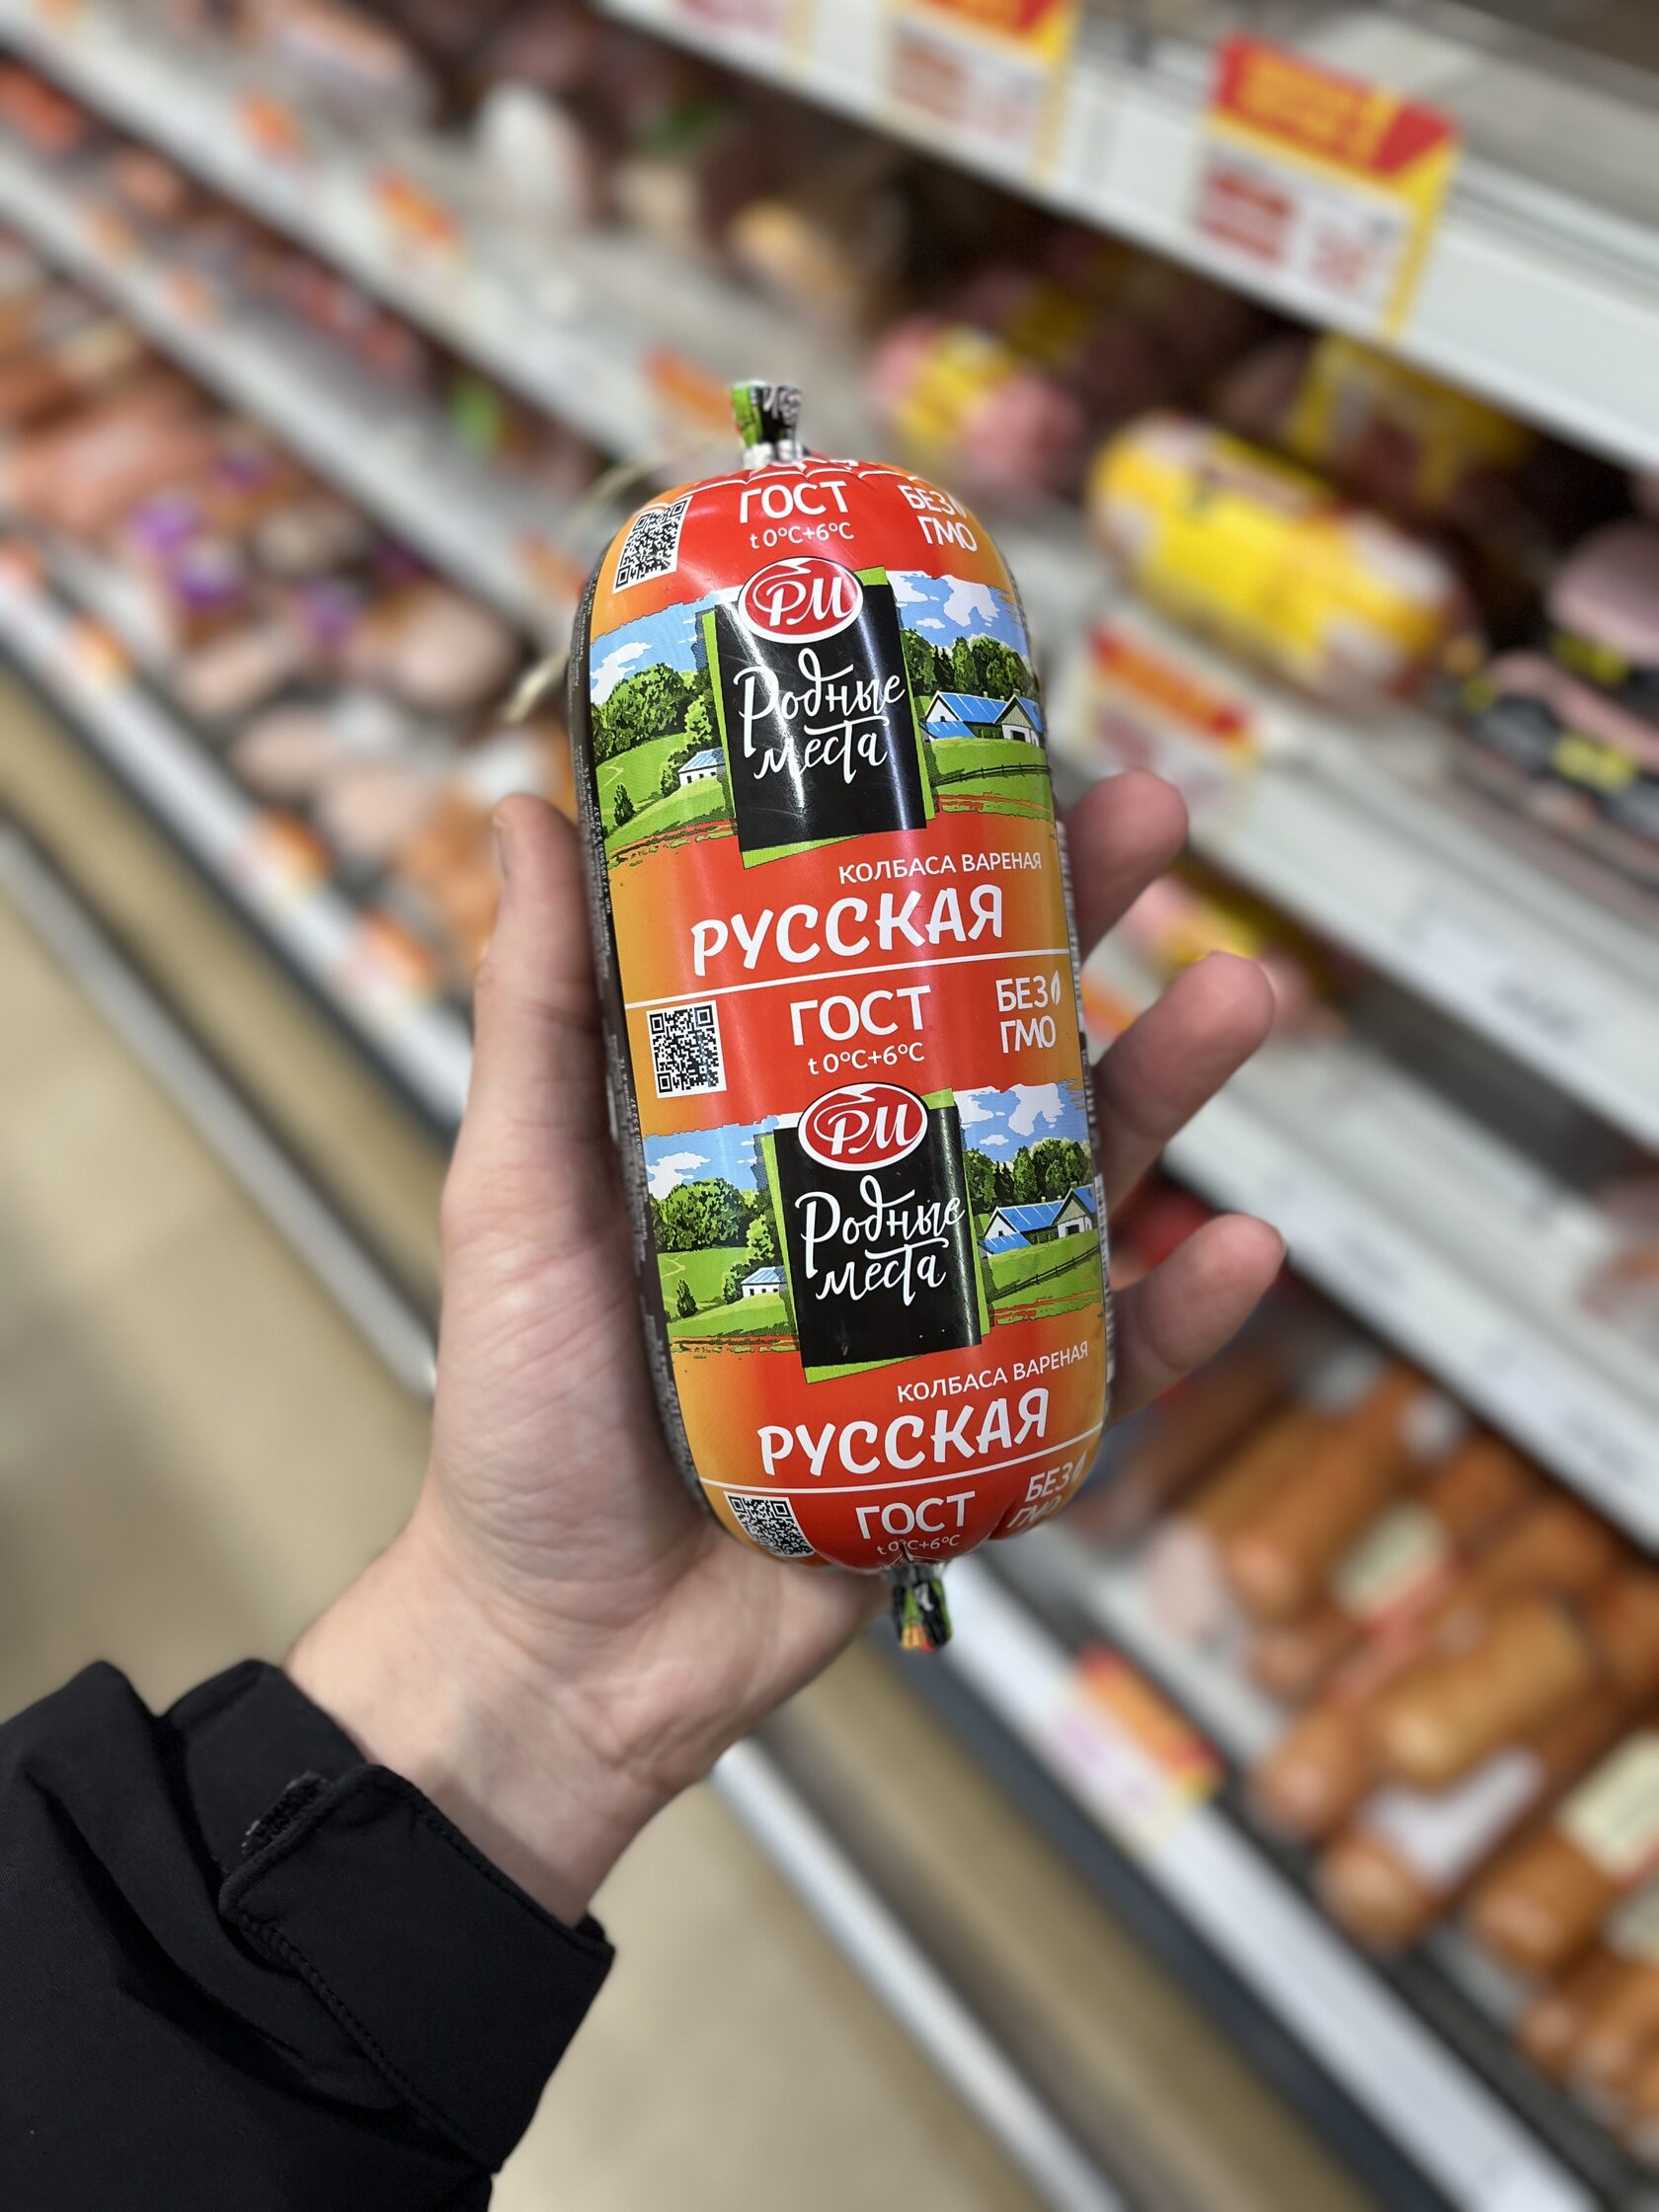 ГОСТ
t 0°C+6°C
БЕЗ
ГМО
РМ
Родные
места
КОЛБАСА ВАРЕНАЯ
РУССКАЯ
ГОСТ
t 0°C+6°C
БЕЗ
ГМО
РМ
Родные
места
КОЛБАСА ВАРЕНАЯ
РУССКАЯ
ГОСТ
t 0°C+6°C
БЕЗ
ГМО